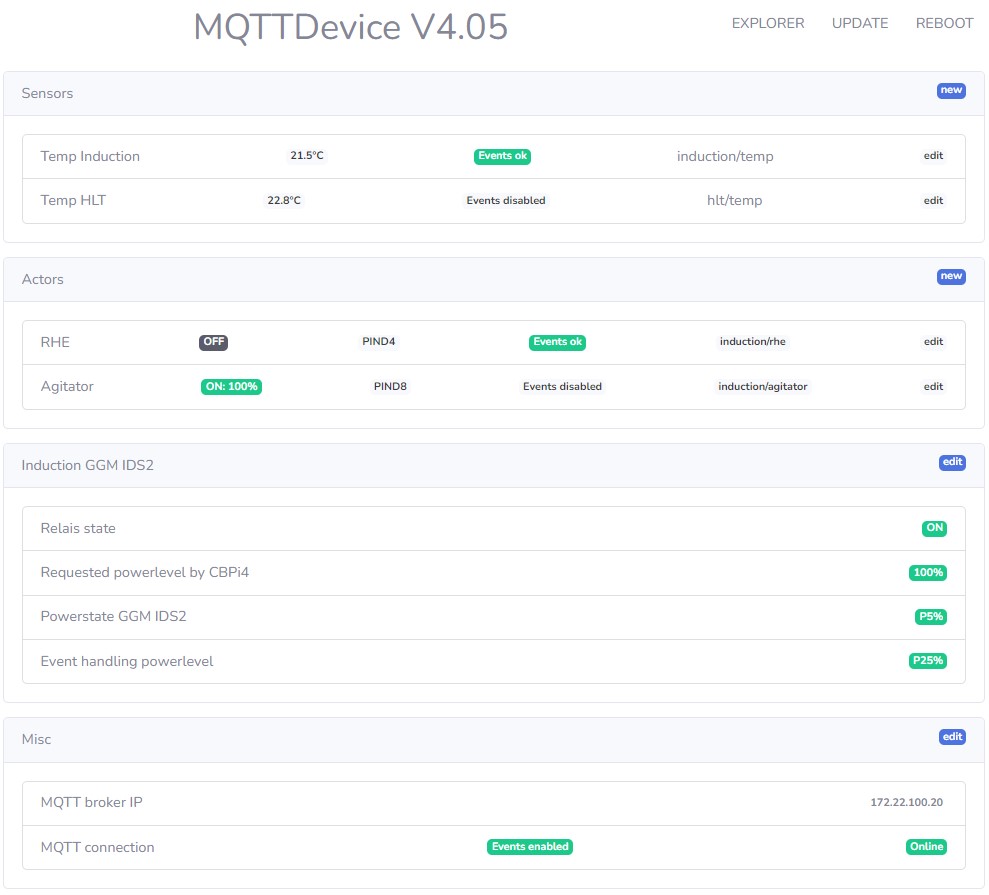 MQTTDevice V4.05 EXPLORER UPDATE REBOOT
Sensors new
Temp Induction 21.5°C Events ok induction/temp edit
Temp HLT 22.8°C Events disabled hlt/temp edit
Actors new
RHE OFF PIND4 Events ok induction/rhe edit
Agitator ON: 100% PIND8 Events disabled induction/agitator edit
Induction GGM IDS2 edit
Relais state ON
Requested powerlevel by CBPi4 100%
Powerstate GGM IDS2 P5%
Event handling powerlevel P25%
Misc edit
MQTT broker IP 172.22.100.20
MQTT connection Events enabled Online